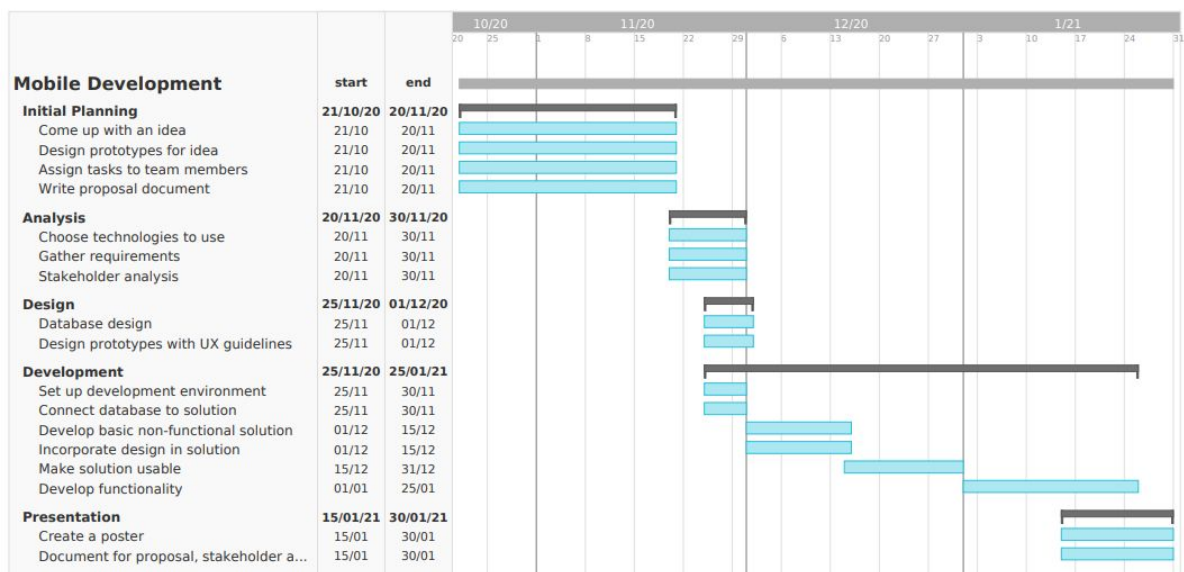 10/20 11/20 12/20 1/21
20 25 1 8 15 22 29 6 13 20 27 3 10 17 24 31
Mobile Development start end
Initial Planning 21/10/20 20/11/20
Come up with an idea 21/10 20/11
Design prototypes for idea 21/10 20/11
Assign tasks to team members 21/10 20/11
Write proposal document 21/10 20/11
Analysis 20/11/20 30/11/20
Choose technologies to use 20/11 30/11
Gather requirements 20/11 30/11
Stakeholder analysis 20/11 30/11
Design 25/11/20 01/12/20
Database design 25/11 01/12
Design prototypes with UX guidelines 25/11 01/12
Development 25/11/20 25/01/21
Set up development environment 25/11 30/11
Connect database to solution 25/11 30/11
Develop basic non-functional solution 01/12 15/12
Incorporate design in solution 01/12 15/12
Make solution usable 15/12 31/12
Develop functionality 01/01 25/01
Presentation 15/01/21 30/01/21
Create a poster 15/01 30/01
Document for proposal, stakeholder a... 15/01 30/01